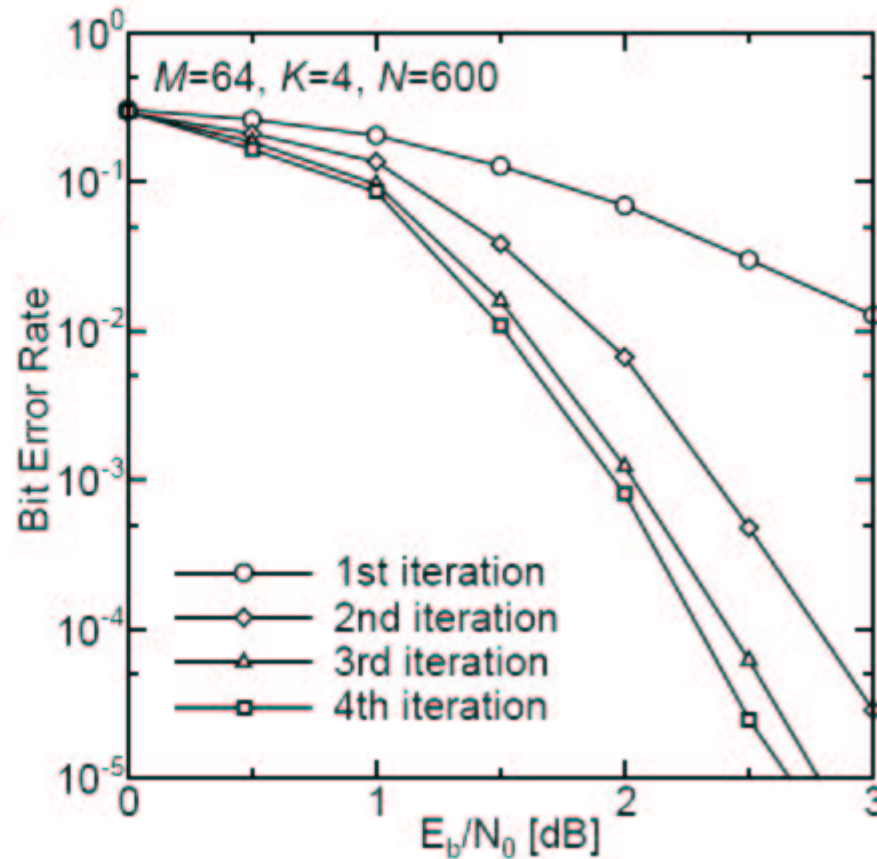 10^0
M=64, K=4, N=600
10^-1
10^-2
10^-3
10^-4
10^-5
Bit Error Rate
1st iteration
2nd iteration
3rd iteration
4th iteration
0 1 2 3
E_b/N_0 [dB]